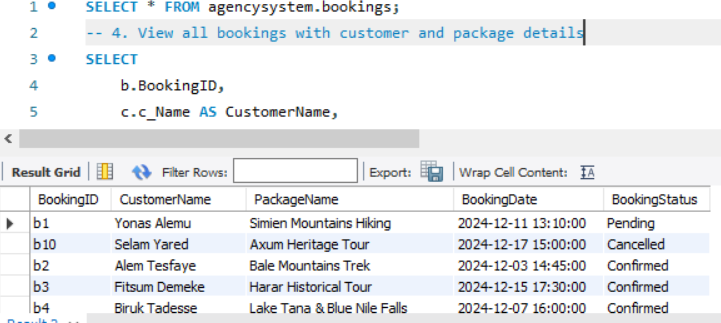 1 SELECT * FROM agencysystem.bookings;
2 -- 4. View all bookings with customer and package details
3 SELECT
4 b.BookingID,
5 c.c_Name AS CustomerName,
Result Grid Filter Rows: Export: Wrap Cell Content:
BookingID CustomerName PackageName BookingDate BookingStatus
b1 Yonas Alemu Simien Mountains Hiking 2024-12-11 13:10:00 Pending
b10 Selam Yared Axum Heritage Tour 2024-12-17 15:00:00 Cancelled
b2 Alem Tesfaye Bale Mountains Trek 2024-12-03 14:45:00 Confirmed
b3 Fitsum Demeke Harar Historical Tour 2024-12-15 17:30:00 Confirmed
b4 Biruk Tadesse Lake Tana & Blue Nile Falls 2024-12-07 16:00:00 Confirmed